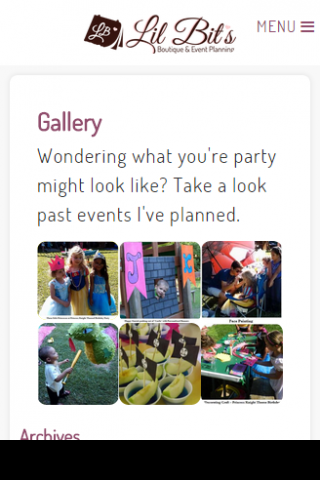 LB
Lil Bit's
Boutique & Event Planning
MENU
Gallery
Wondering what you're party
might look like? Take a look
past events I've planned.
J
Face Painting
Archives